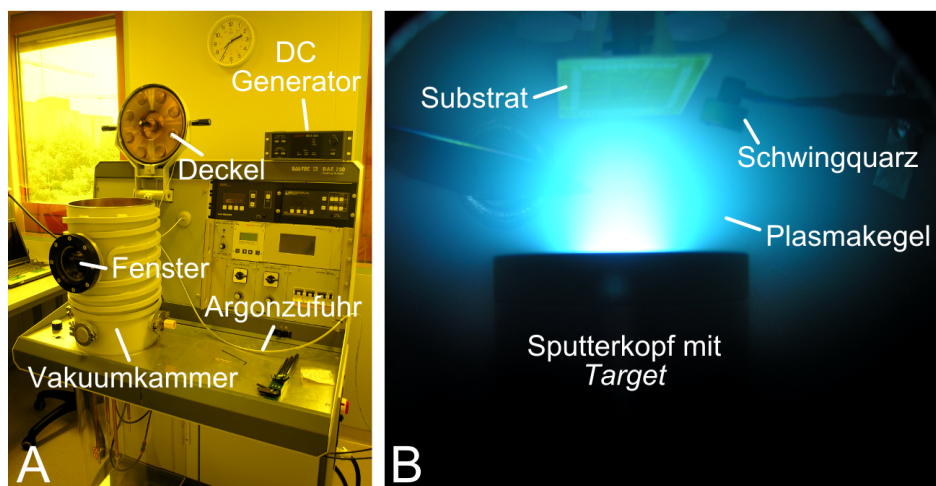 DC
Generator
Deckel
Fenster
Argonzufuhr
Vakuumkammer
A
Substrat
Schwingquarz
Plasmakegel
Sputterkopf mit
Target
B